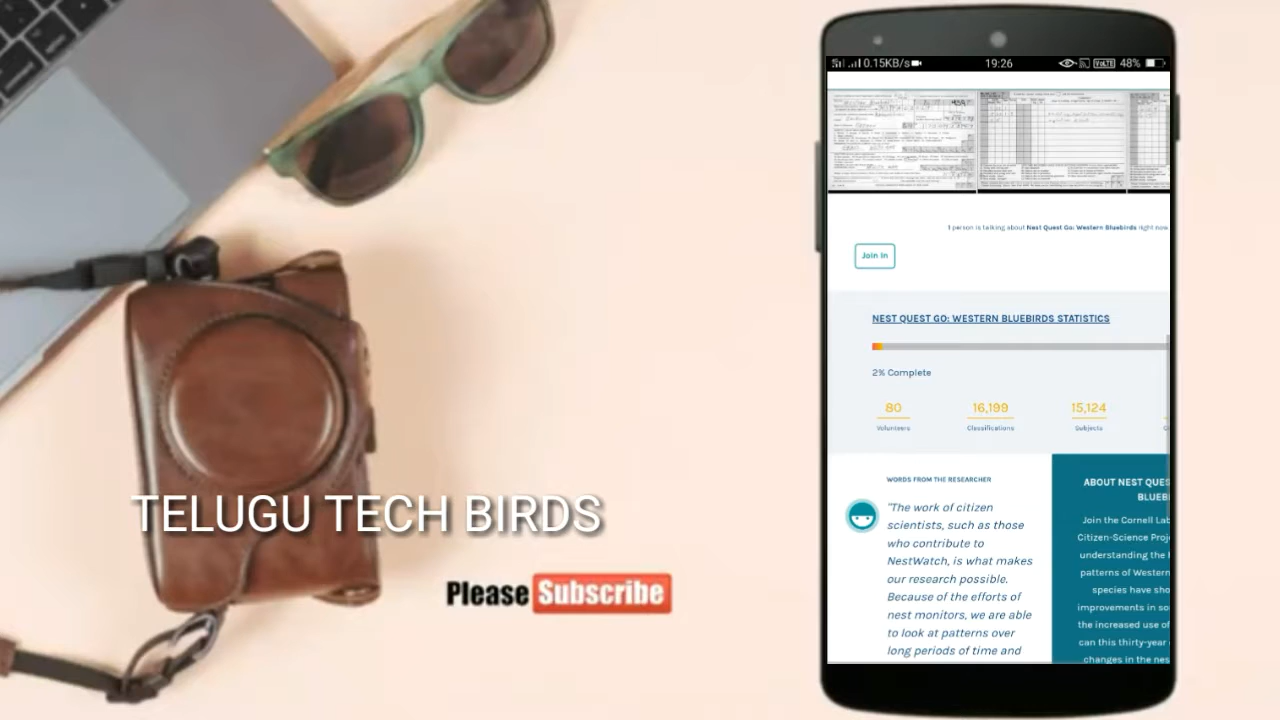 TELUGU TECH BIRDS
Please Subscribe
0.15KB/s
19:26
VoLTE
48%
1 person is talking about Nest Quest Go: Western Bluebirds right now
Join in
NEST QUEST GO: WESTERN BLUEBIRDS STATISTICS
2% Complete
80
Volunteers
16,199
Classifications
15,124
Subjects
WORDS FROM THE RESEARCHER
"The work of citizen
scientists, such as those
who contribute to
NestWatch, is what makes
our research possible.
Because of the efforts of
nest monitors, we are able
to look at patterns over
long periods of time and
ABOUT NEST QUES
BLUEB
Join the Cornell Lab
Citizen-Science Proj
understanding the
patterns of Western
species have sho
improvements in so
the increased use of
can this thirty-year
changes in the nes